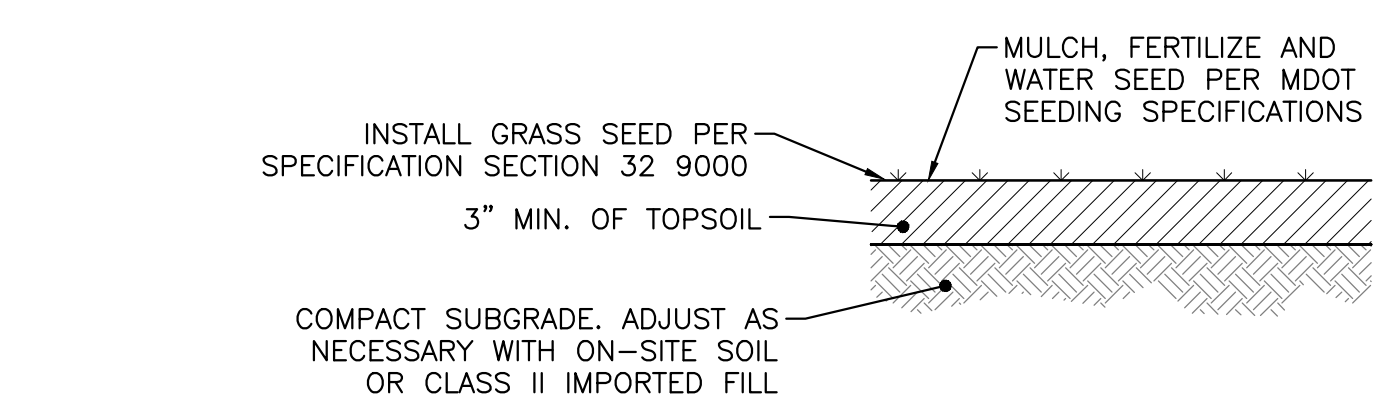 MULCH, FERTILIZE AND
WATER SEED PER MDOT
SEEDING SPECIFICATIONS
INSTALL GRASS SEED PER
SPECIFICATION SECTION 32 9000
3" MIN. OF TOPSOIL
COMPACT SUBGRADE. ADJUST AS
NECESSARY WITH ON-SITE SOIL
OR CLASS II IMPORTED FILL